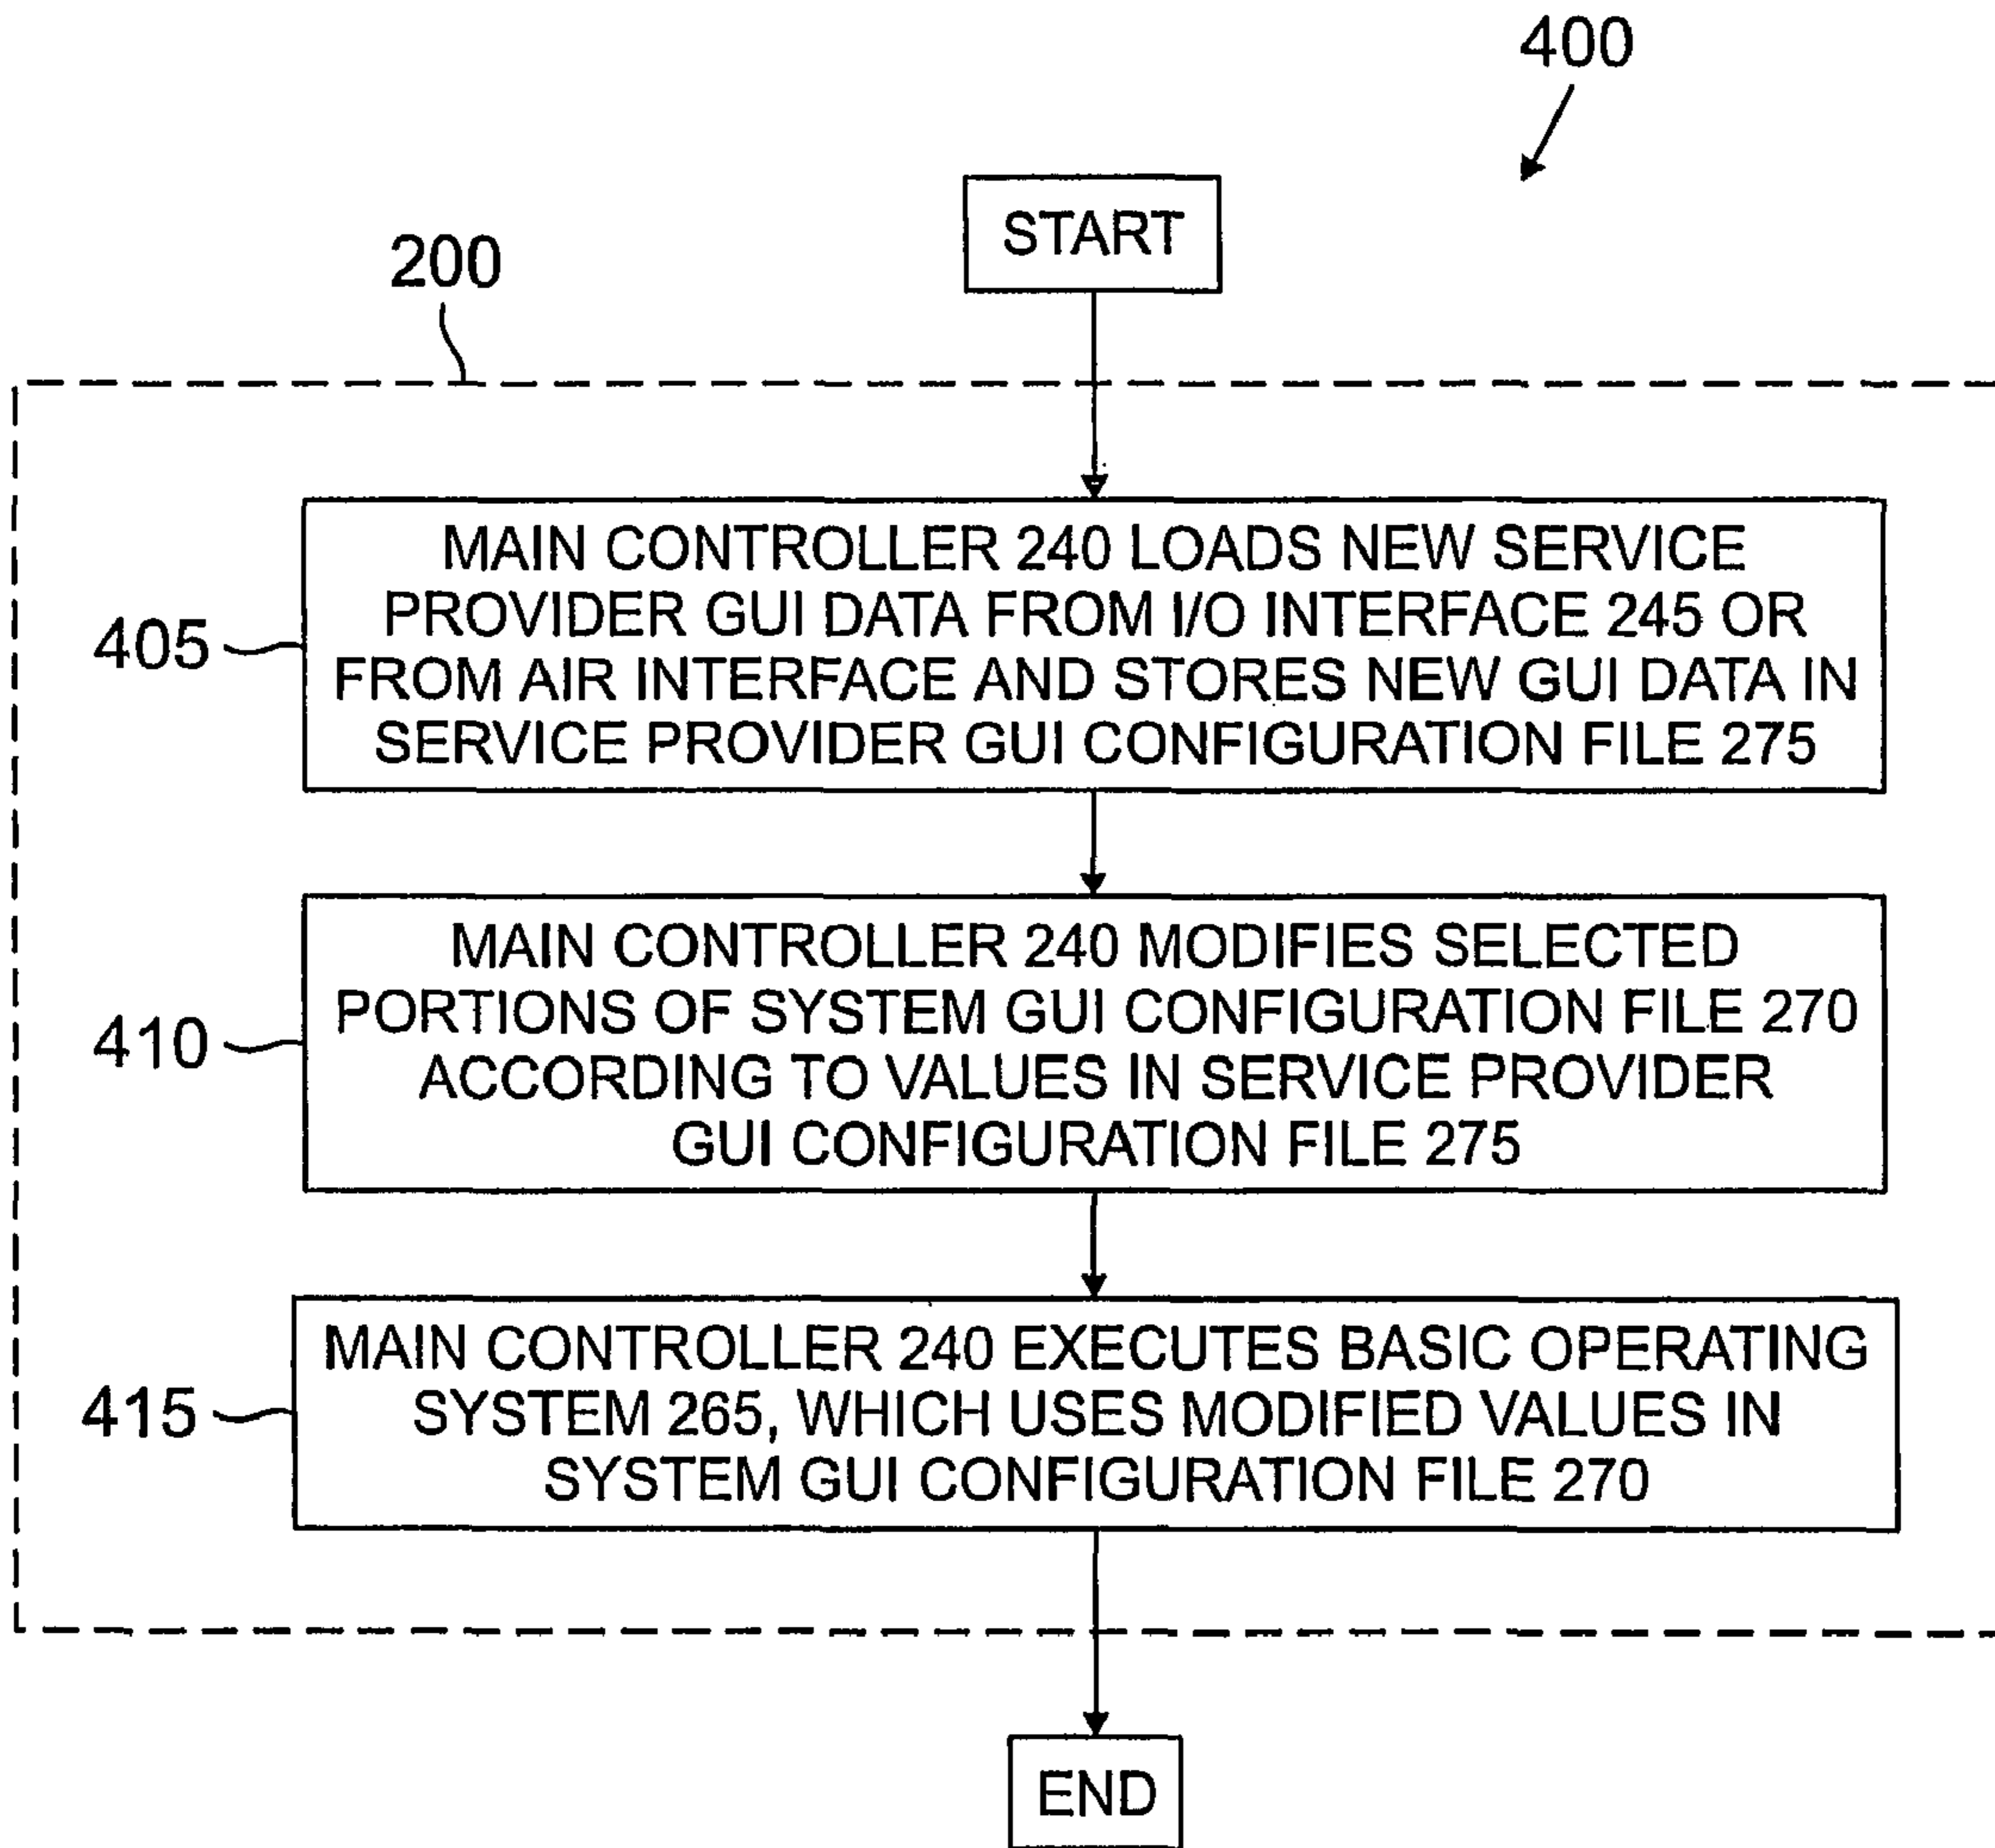 400
START
200
MAIN CONTROLLER 240 LOADS NEW SERVICE
PROVIDER GUI DATA FROM I/O INTERFACE 245 OR
FROM AIR INTERFACE AND STORES NEW GUI DATA IN
SERVICE PROVIDER GUI CONFIGURATION FILE 275
405
MAIN CONTROLLER 240 MODIFIES SELECTED
PORTIONS OF SYSTEM GUI CONFIGURATION FILE 270
ACCORDING TO VALUES IN SERVICE PROVIDER
GUI CONFIGURATION FILE 275
410
MAIN CONTROLLER 240 EXECUTES BASIC OPERATING
SYSTEM 265, WHICH USES MODIFIED VALUES IN
SYSTEM GUI CONFIGURATION FILE 270
415
END